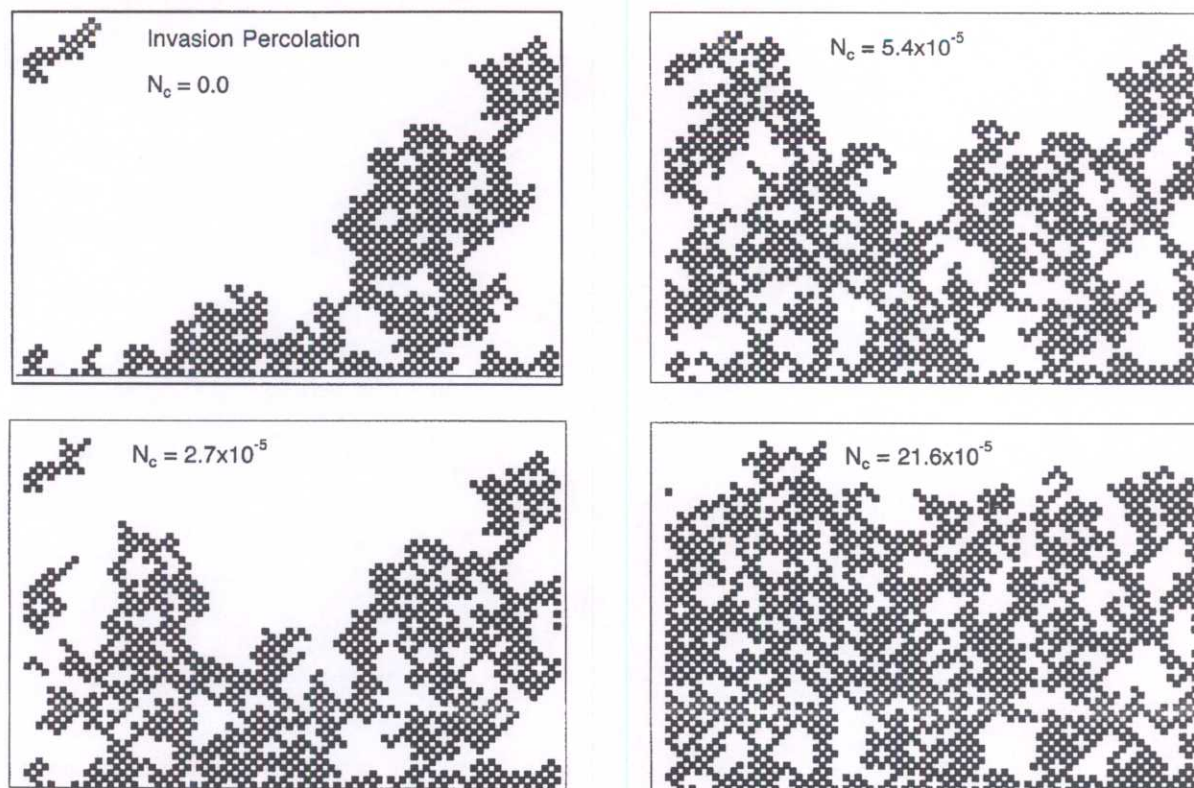 Invasion Percolation
N_c = 0.0
N_c = 5.4x10^-5
N_c = 2.7x10^-5
N_c = 21.6x10^-5